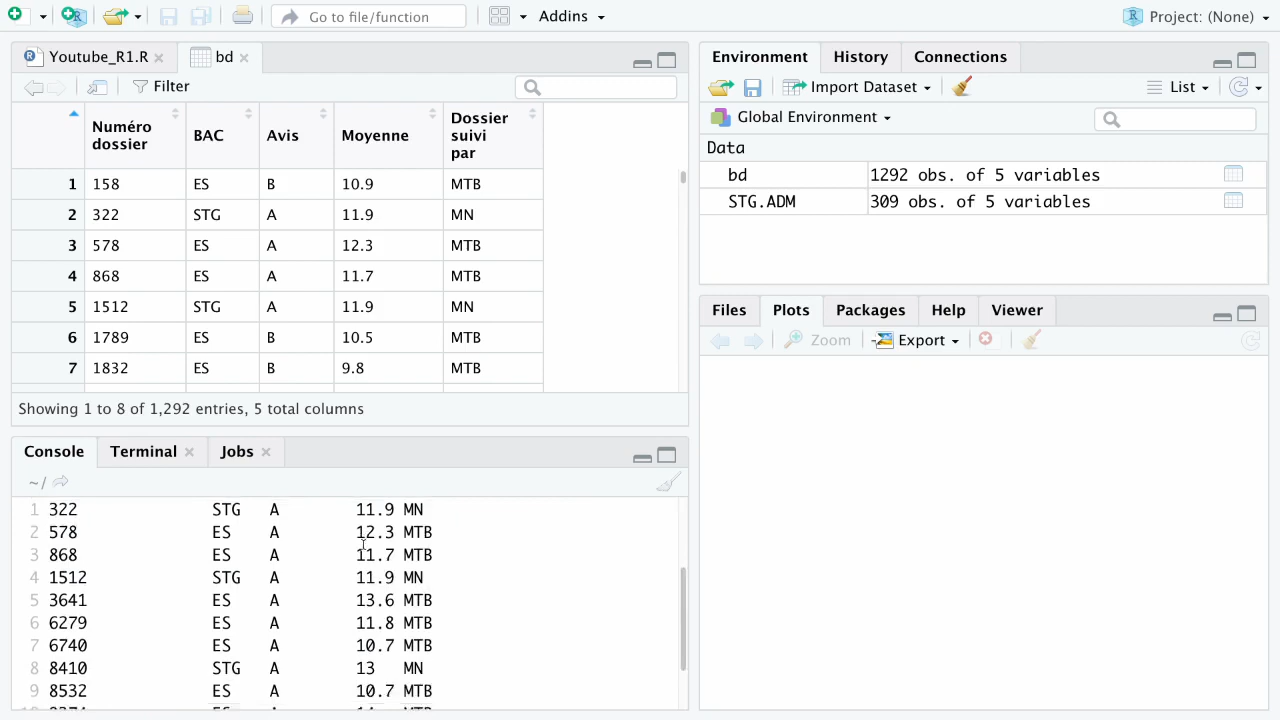 Go to file/function
Addins
Project: (None)
Youtube_R1.R
bd
Filter
Numéro dossier BAC Avis Moyenne Dossier suivi par
1 158 ES B 10.9 MTB
2 322 STG A 11.9 MN
3 578 ES A 12.3 MTB
4 868 ES A 11.7 MTB
5 1512 STG A 11.9 MN
6 1789 ES B 10.5 MTB
7 1832 ES B 9.8 MTB
Showing 1 to 8 of 1,292 entries, 5 total columns
Console Terminal Jobs
~/
1 322 STG A 11.9 MN
2 578 ES A 12.3 MTB
3 868 ES A 11.7 MTB
4 1512 STG A 11.9 MN
5 3641 ES A 13.6 MTB
6 6279 ES A 11.8 MTB
7 6740 ES A 10.7 MTB
8 8410 STG A 13 MN
9 8532 ES A 10.7 MTB
Environment History Connections
Import Dataset List
Global Environment
Data
bd 1292 obs. of 5 variables
STG.ADM 309 obs. of 5 variables
Files Plots Packages Help Viewer
Zoom Export